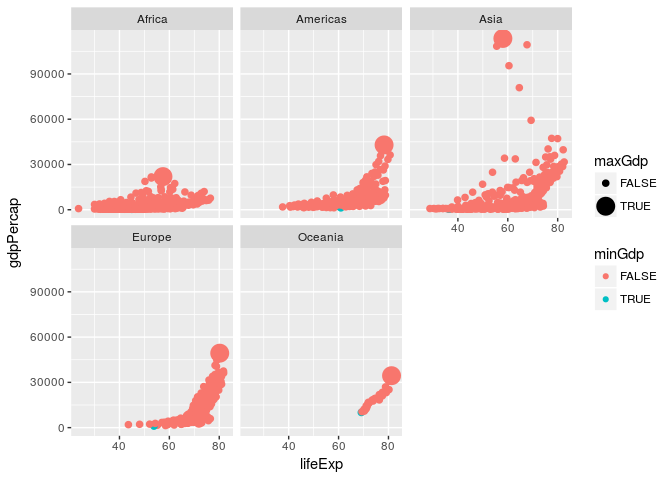 Africa
Americas
Asia
90000
60000
30000
0
40
60
80
Europe
Oceania
90000
60000
30000
0
40
60
80
40
60
80
lifeExp
gdpPercap
maxGdp
FALSE
TRUE
minGdp
FALSE
TRUE